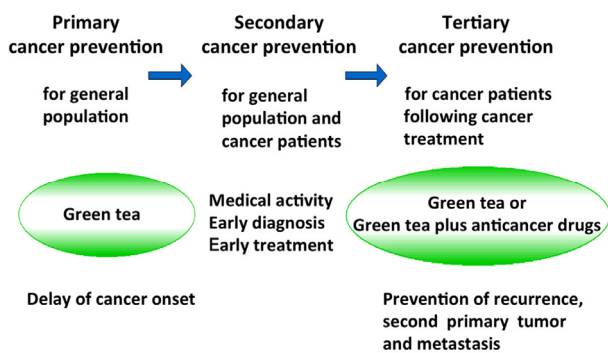 Primary
cancer prevention
for general
population
Green tea
Delay of cancer onset
Secondary
cancer prevention
for general
population and
cancer patients
Medical activity
Early diagnosis
Early treatment
Tertiary
cancer prevention
for cancer patients
following cancer
treatment
Green tea or
Green tea plus anticancer drugs
Prevention of recurrence,
second primary tumor
and metastasis